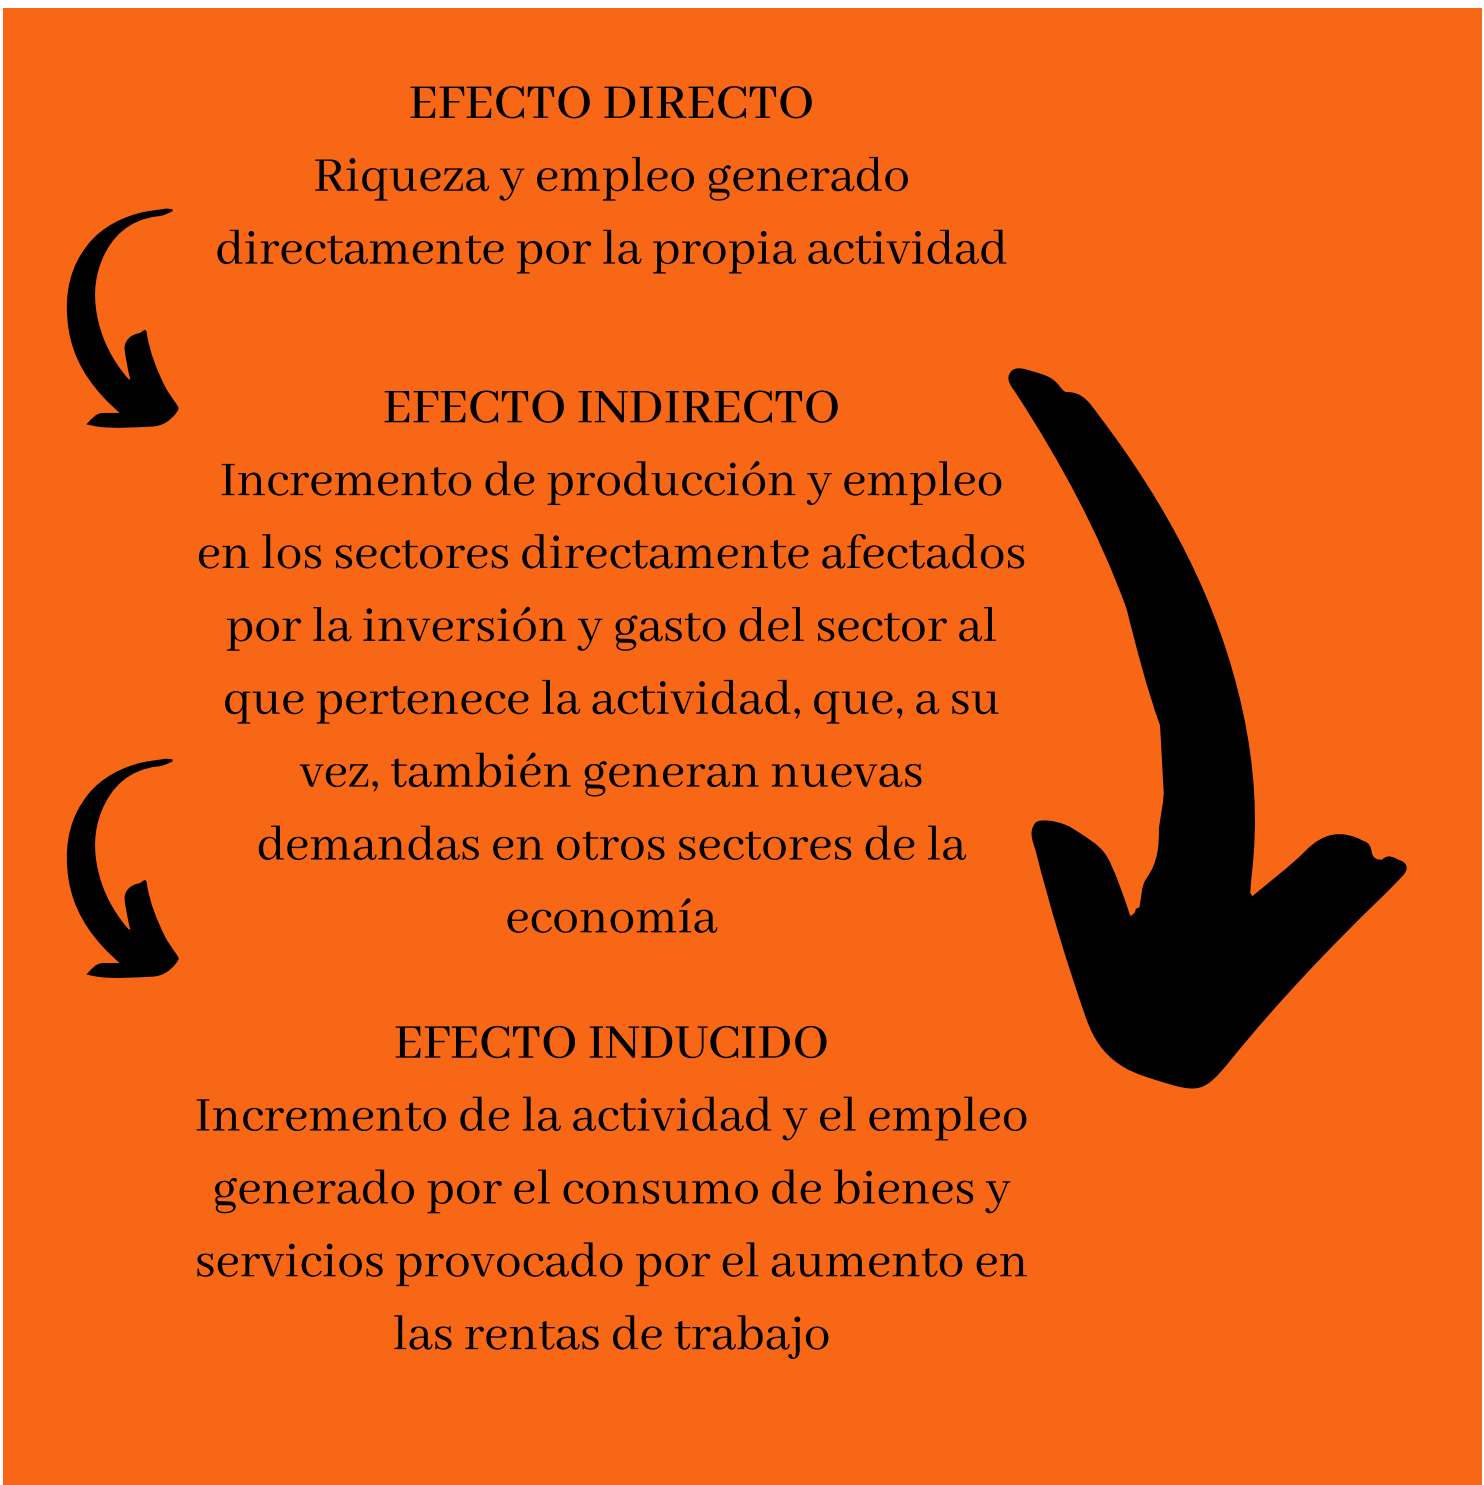 EFECTO DIRECTO
Riqueza y empleo generado
directamente por la propia actividad
EFECTO INDIRECTO
Incremento de producción y empleo
en los sectores directamente afectados
por la inversión y gasto del sector al
que pertenece la actividad, que, a su
vez, también generan nuevas
demandas en otros sectores de la
economía
EFECTO INDUCIDO
Incremento de la actividad y el empleo
generado por el consumo de bienes y
servicios provocado por el aumento en
las rentas de trabajo